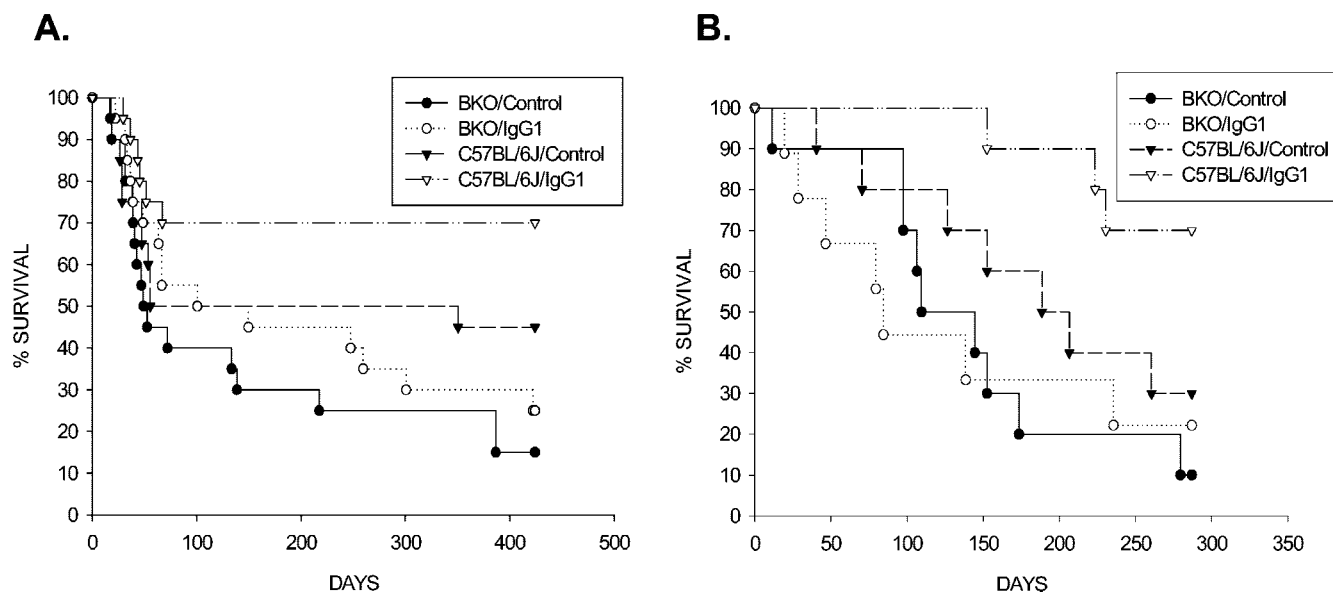 A.
BKO/Control
BKO/IgG1
C57BL/6J/Control
C57BL/6J/IgG1
100
90
80
70
60
50
40
30
20
10
0
% SURVIVAL
0 100 200 300 400 500
DAYS
B.
BKO/Control
BKO/IgG1
C57BL/6J/Control
C57BL/6J/IgG1
100
90
80
70
60
50
40
30
20
10
0
% SURVIVAL
0 50 100 150 200 250 300 350
DAYS